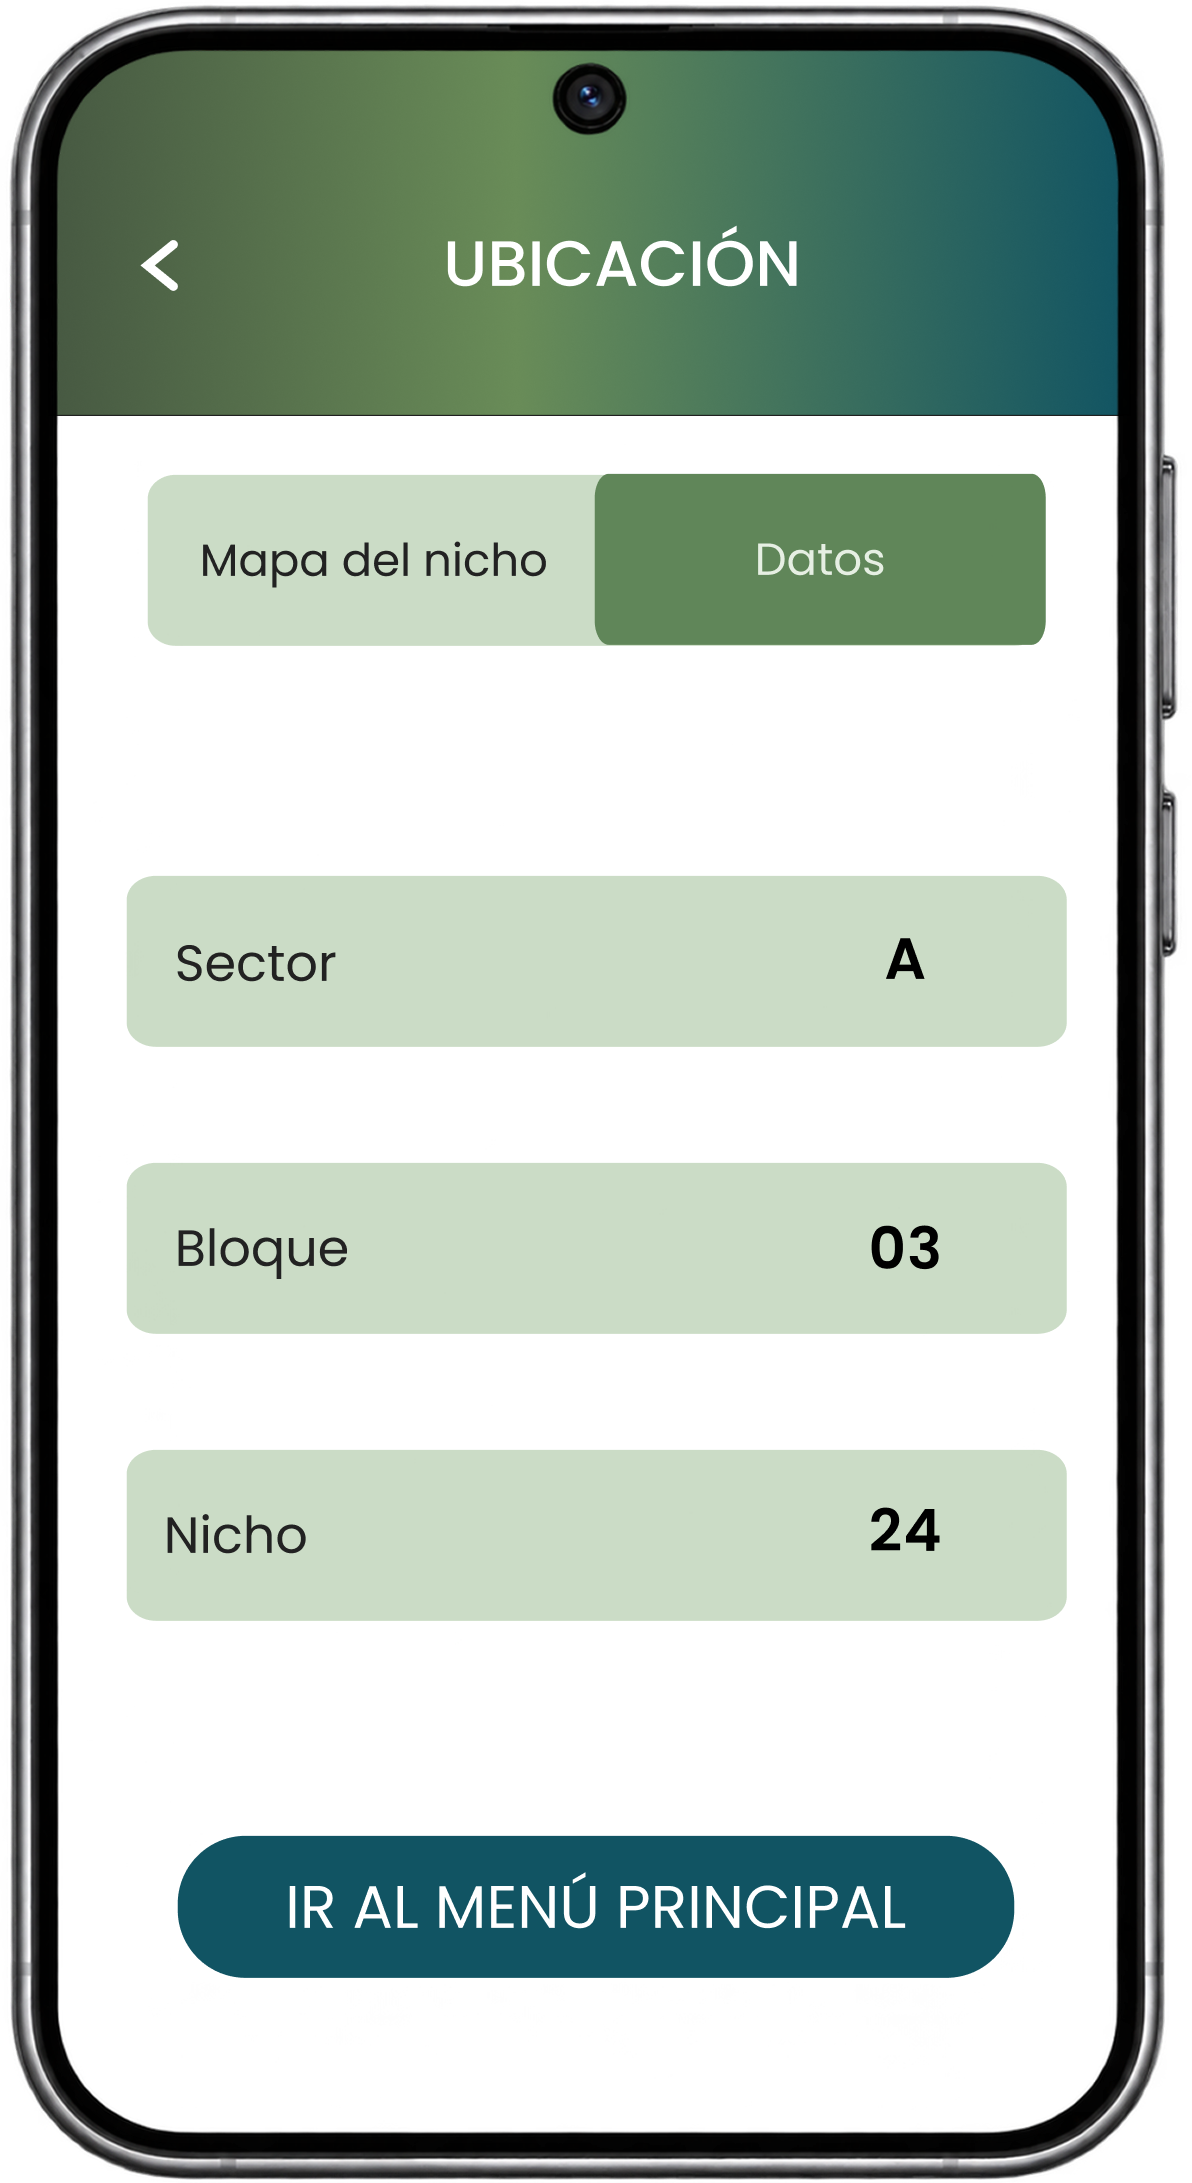 UBICACIÓN
Mapa del nicho
Datos
Sector
A
Bloque
03
Nicho
24
IR AL MENÚ PRINCIPAL